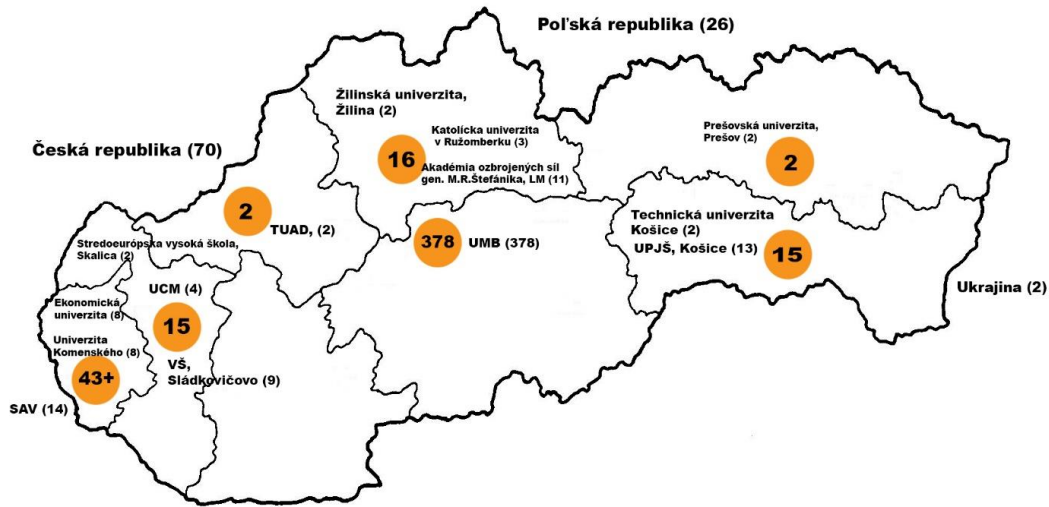 Poľská republika (26)
Žilinská univerzita,
Žilina (2)
Katolícka univerzita
v Ružomberku (3)
16
Akadémia ozbrojených síl
gen. M.R.Štefánika, LM (11)
Prešovská univerzita,
Prešov (2)
2
Česká republika (70)
2
TUAD, (2)
378
UMB (378)
Technická univerzita
Košice (2)
UPJŠ, Košice (13)
15
Ukrajina (2)
Stredoeurópska vysoká škola,
Skalica (2)
UCM (4)
15
VŠ,
Sládkovičovo (9)
Ekonomická
univerzita (8)
Univerzita
Komenského (8)
43+
SAV (14)